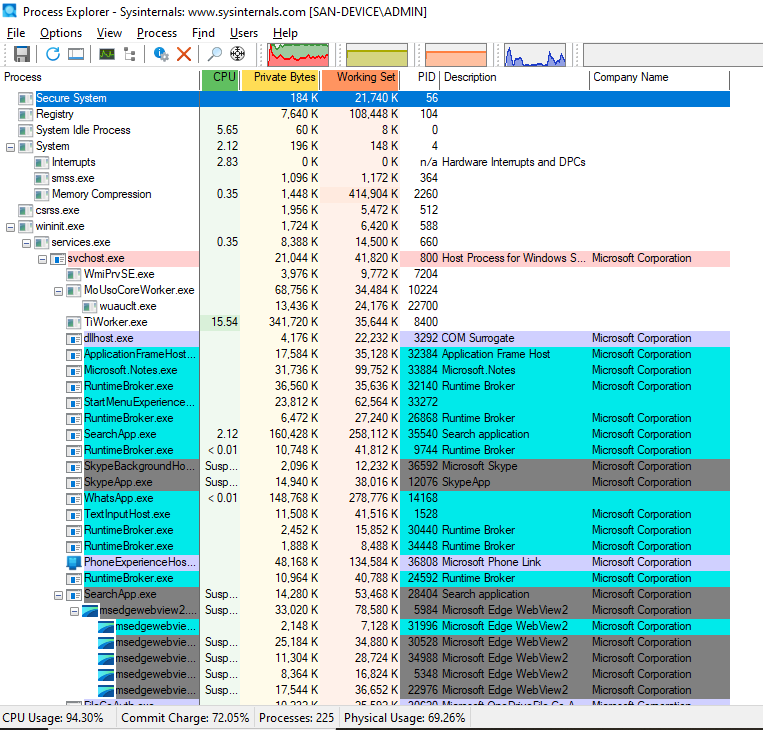 Process Explorer - Sysinternals: www.sysinternals.com [SAN-DEVICE\ADMIN]
File Options View Process Find Users Help
Process CPU Private Bytes Working Set PID Description Company Name
Secure System 184 K 21,740 K 56
Registry 7,640 K 108,448 K 104
System Idle Process 5.65 60 K 8 K 0
System 2.12 196 K 148 K 4
Interrupts 2.83 0 K 0 K n/a Hardware Interrupts and DPCs
smss.exe 1,096 K 1,172 K 364
Memory Compression 0.35 1,448 K 414,904 K 2260
csrss.exe 1,956 K 5,472 K 512
wininit.exe 1,724 K 6,420 K 588
services.exe 0.35 8,388 K 14,500 K 660
svchost.exe 21,044 K 41,820 K 800 Host Process for Windows S... Microsoft Corporation
WmiPrvSE.exe 3,976 K 9,772 K 7204
MoUsoCoreWorker.exe 68,756 K 34,484 K 10224
wuauclt.exe 13,436 K 24,176 K 22700
TiWorker.exe 15.54 341,720 K 35,644 K 8400
dllhost.exe 4,176 K 22,232 K 3292 COM Surrogate Microsoft Corporation
ApplicationFrameHost... 17,584 K 35,128 K 32384 Application Frame Host Microsoft Corporation
Microsoft.Notes.exe 31,736 K 99,752 K 33884 Microsoft.Notes Microsoft Corporation
RuntimeBroker.exe 36,560 K 35,636 K 32140 Runtime Broker Microsoft Corporation
StartMenuExperience... 23,812 K 62,564 K 33272
RuntimeBroker.exe 6,472 K 27,240 K 26868 Runtime Broker Microsoft Corporation
SearchApp.exe 2.12 160,428 K 258,112 K 35540 Search application Microsoft Corporation
RuntimeBroker.exe < 0.01 10,748 K 41,812 K 9744 Runtime Broker Microsoft Corporation
SkypeBackgroundHo... Susp... 2,096 K 12,232 K 36592 Microsoft Skype Microsoft Corporation
SkypeApp.exe Susp... 14,940 K 38,016 K 12076 SkypeApp Microsoft Corporation
WhatsApp.exe < 0.01 148,768 K 278,776 K 14168
TextInputHost.exe 11,508 K 41,516 K 1528 Microsoft Corporation
RuntimeBroker.exe 2,452 K 15,852 K 30440 Runtime Broker Microsoft Corporation
RuntimeBroker.exe 1,888 K 8,488 K 34448 Runtime Broker Microsoft Corporation
PhoneExperienceHos... 48,168 K 134,584 K 36808 Microsoft Phone Link Microsoft Corporation
RuntimeBroker.exe 10,964 K 40,788 K 24592 Runtime Broker Microsoft Corporation
SearchApp.exe Susp... 14,280 K 53,468 K 28404 Search application Microsoft Corporation
msedgewebview2.... Susp... 33,020 K 78,580 K 5984 Microsoft Edge WebView2 Microsoft Corporation
msedgewebvie... 2,148 K 7,128 K 31996 Microsoft Edge WebView2 Microsoft Corporation
msedgewebvie... Susp... 25,184 K 34,880 K 30528 Microsoft Edge WebView2 Microsoft Corporation
msedgewebvie... Susp... 11,304 K 28,724 K 34988 Microsoft Edge WebView2 Microsoft Corporation
msedgewebvie... Susp... 8,364 K 16,824 K 5348 Microsoft Edge WebView2 Microsoft Corporation
msedgewebvie... Susp... 17,544 K 36,652 K 22976 Microsoft Edge WebView2 Microsoft Corporation
CPU Usage: 94.30% Commit Charge: 72.05% Processes: 225 Physical Usage: 69.26%